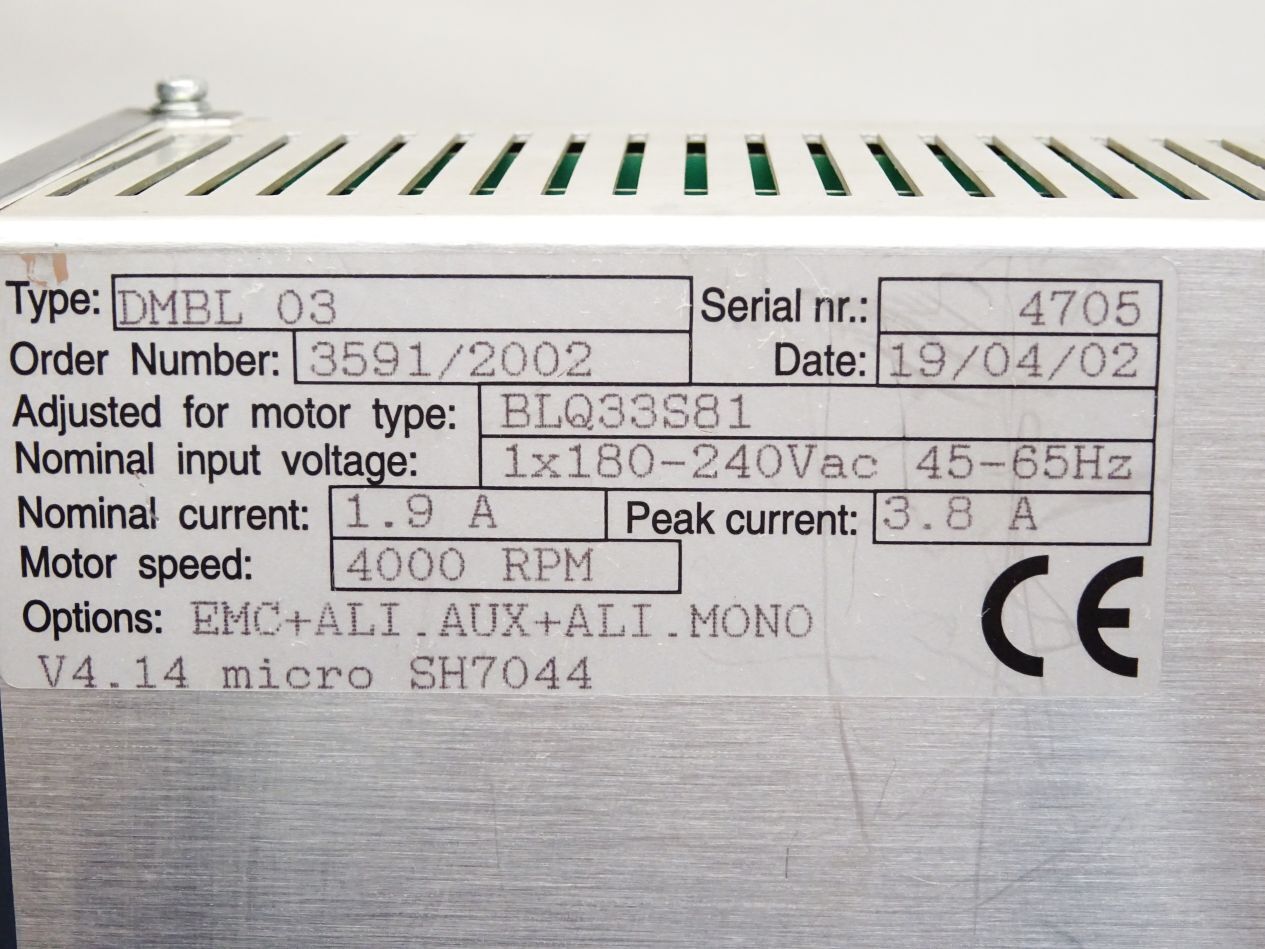 Type: DMBL 03 Serial nr.: 4705
Order Number: 3591/2002 Date: 19/04/02
Adjusted for motor type: BLQ33S81
Nominal input voltage: 1x180-240Vac 45-65Hz
Nominal current: 1.9 A Peak current: 3.8 A
Motor speed: 4000 RPM
Options: EMC+ALI.AUX+ALI.MONO
V4.14 micro SH7044
CE